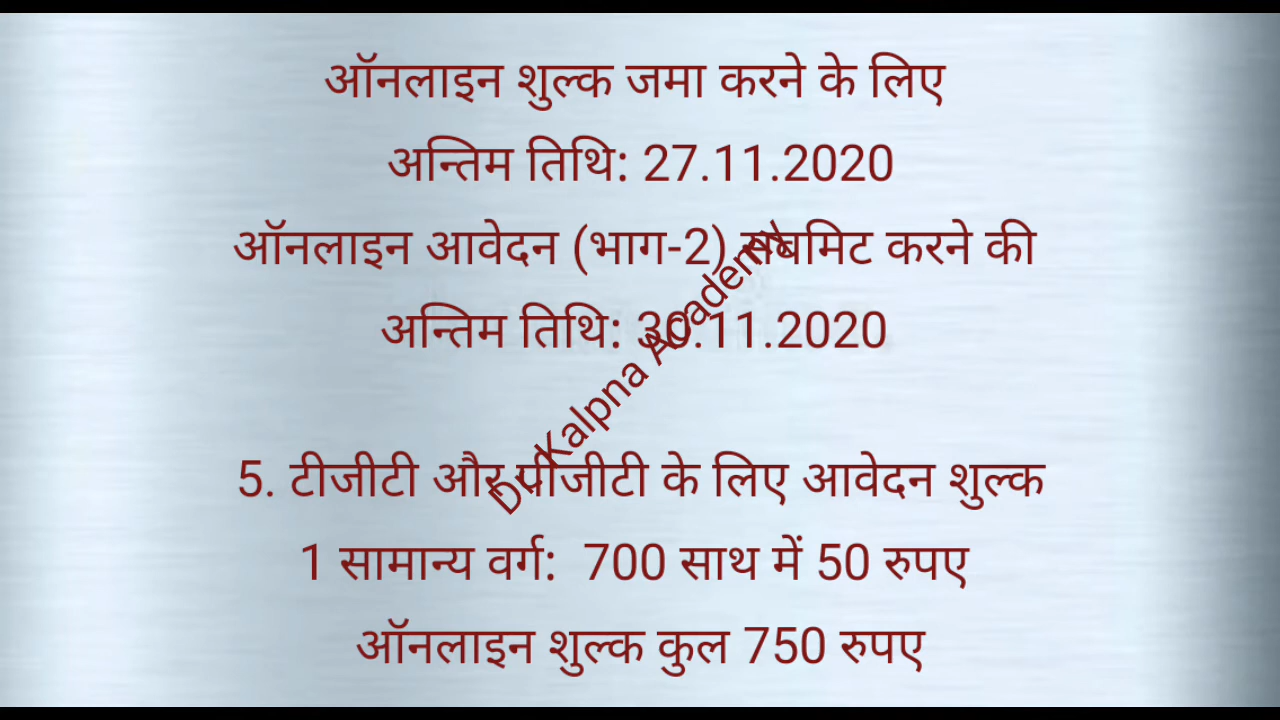 ऑनलाइन शुल्क जमा करने के लिए
अन्तिम तिथि: 27.11.2020
ऑनलाइन आवेदन (भाग-2) सबमिट करने की
अन्तिम तिथि: 30.11.2020
Dr Kalpna Academy
5. टीजीटी और पीजीटी के लिए आवेदन शुल्क
1 सामान्य वर्ग: 700 साथ में 50 रुपए
ऑनलाइन शुल्क कुल 750 रुपए